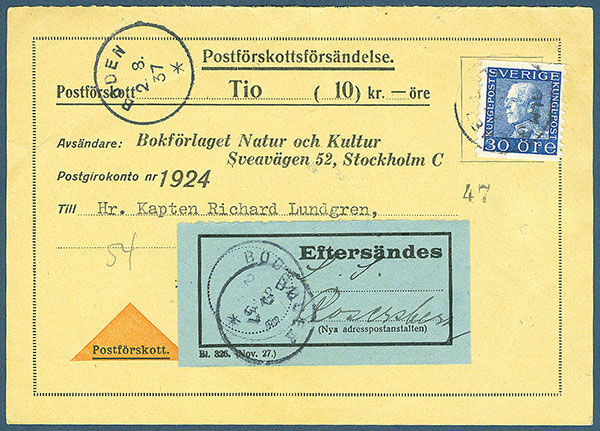 BODEN
2 8.
37
Postförskottsförsändelse.
Postförskott Tio ( 10) kr. — öre
SVERIGE
KUNGLPOST
KUNGLPOST
30 ÖRE
Avsändare: Bokförlaget Natur och Kultur
Sveavägen 52, Stockholm C
Postgirokonto nr 1924
47
Till Hr. Kapten Richard Lundgren,
54
Eftersändes
BODEN
Rosersberg
(Nya adresspostanstalten)
Postförskott.
Bl. 326. (Nov. 27.)